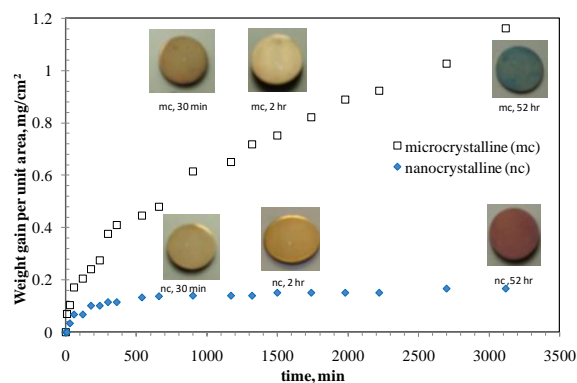 1.2
1
0.8
0.6
0.4
0.2
0
Weight gain per unit area, mg/cm²
mc, 30 min
mc, 2 hr
mc, 52 hr
microcrystalline (mc)
nanocrystalline (nc)
nc, 30 min
nc, 2 hr
nc, 52 hr
0 500 1000 1500 2000 2500 3000 3500
time, min